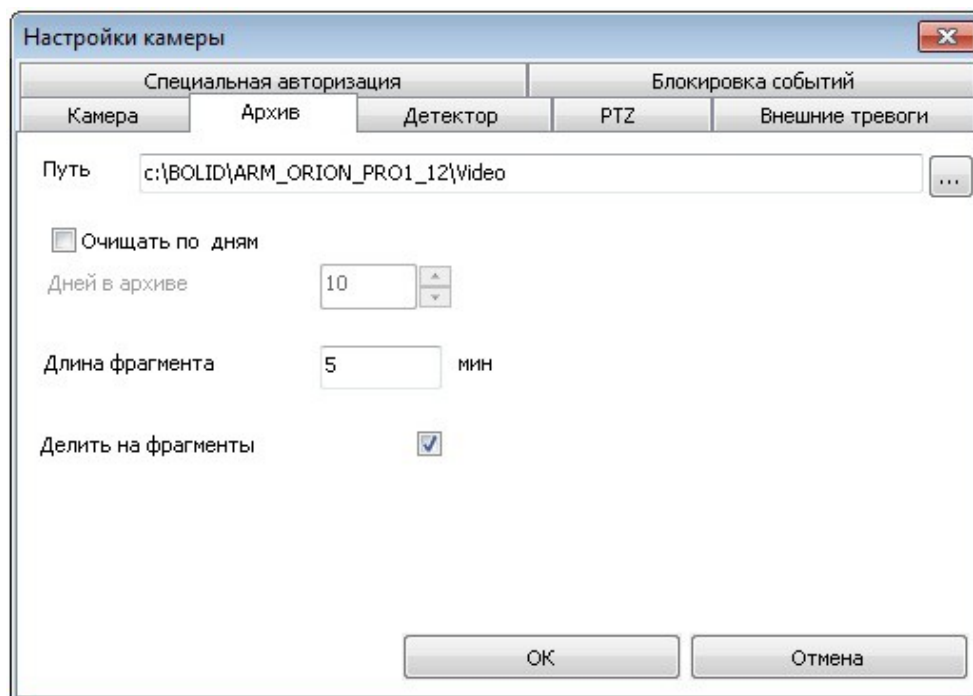 Настройки камеры
Специальная авторизация Блокировка событий
Камера Архив Детектор PTZ Внешние тревоги
Путь c:\BOLID\ARM_ORION_PRO1_12\Video ...
Очищать по дням
Дней в архиве 10
Длина фрагмента 5 мин
Делить на фрагменты
ОК Отмена